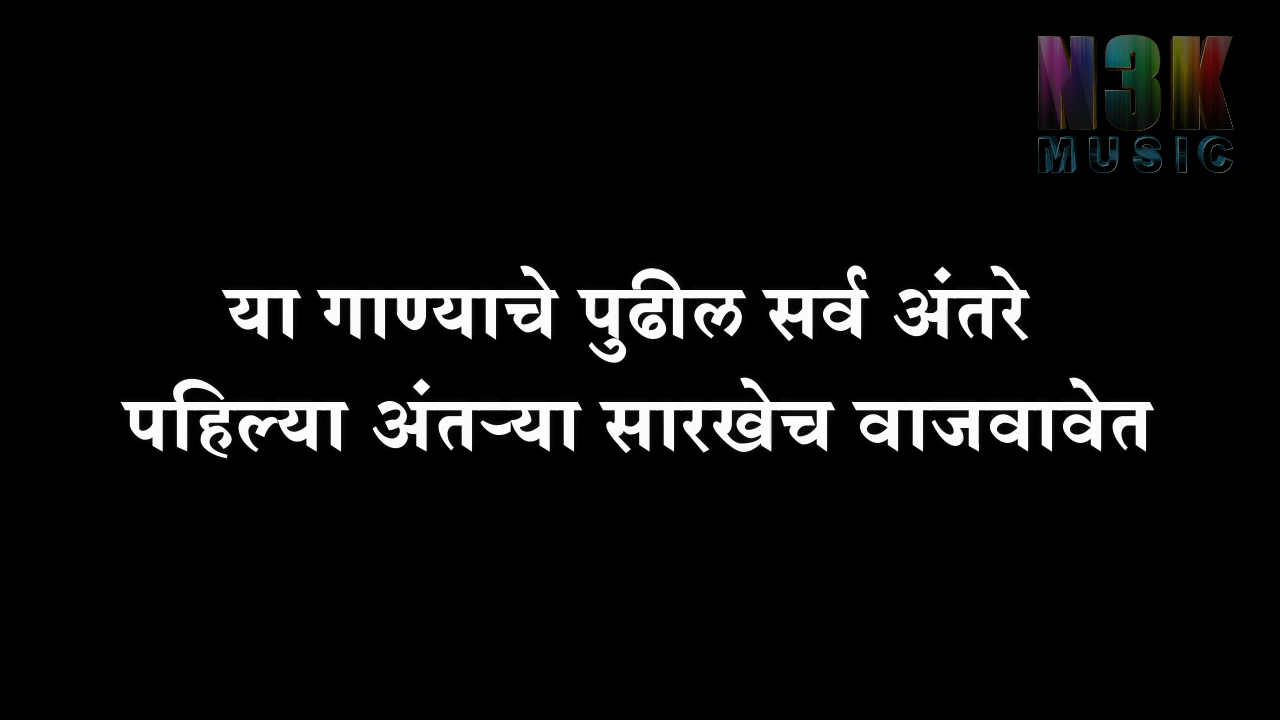 N3K
MUSIC
या गाण्याचे पुढील सर्व अंतरे
पहिल्या अंतऱ्या सारखेच वाजवावेत